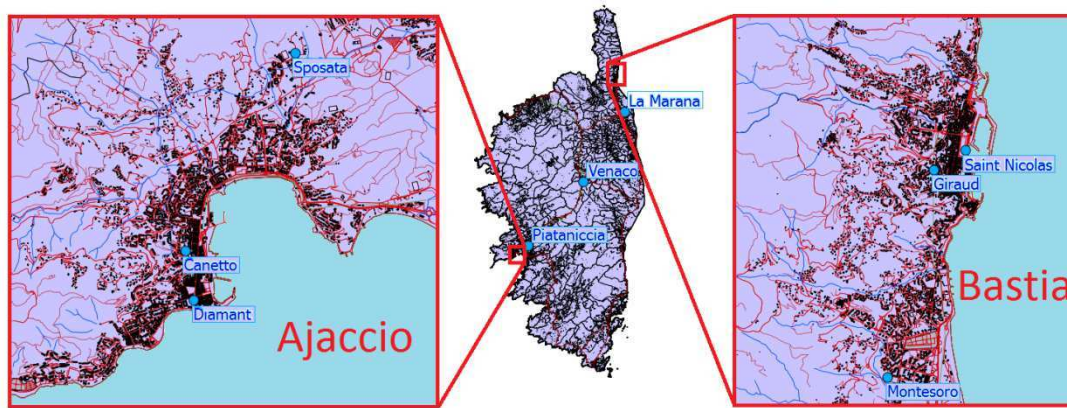 Sposata
Canetto
Diamant
Ajaccio
La Marana
Venaco
Piataniccia
Saint Nicolas
Giraud
Bastia
Montesoro